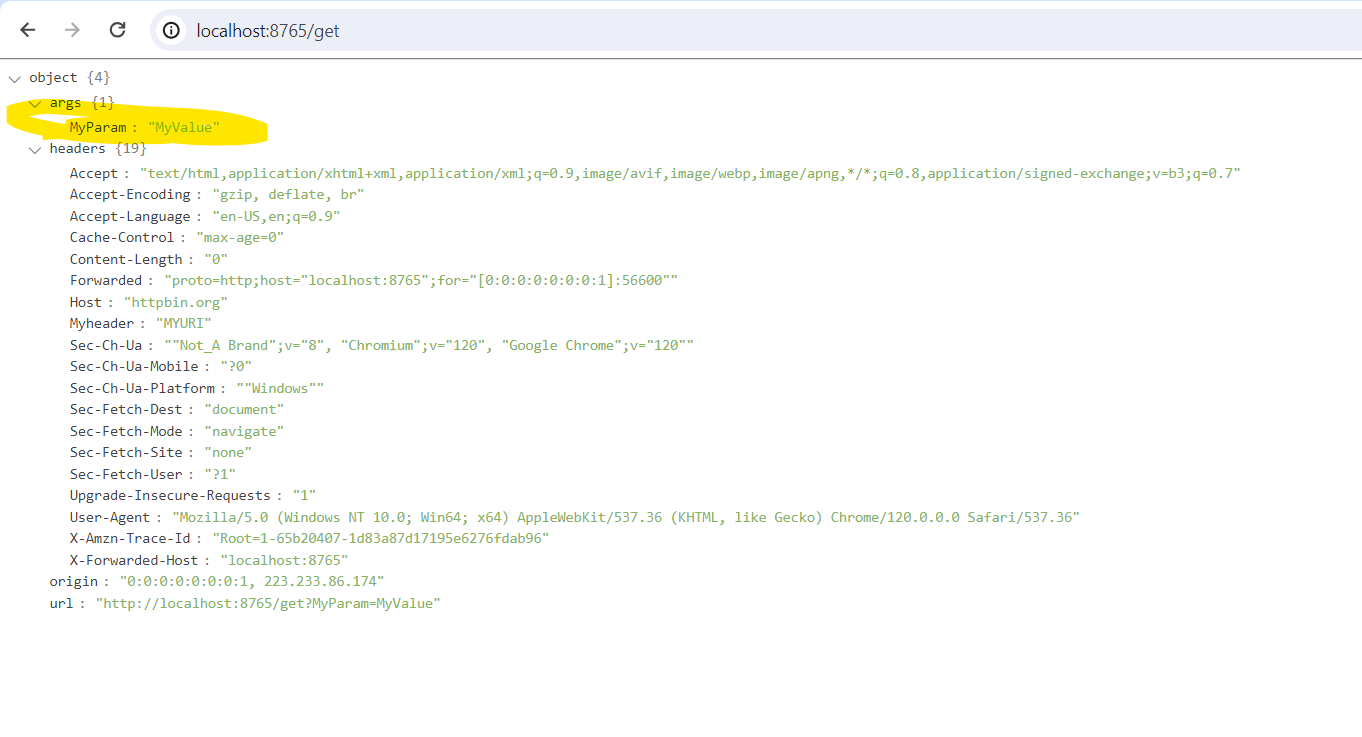 localhost:8765/get
object {4}
args {1}
MyParam : "MyValue"
headers {19}
Accept : "text/html,application/xhtml+xml,application/xml;q=0.9,image/avif,image/webp,image/apng,*/*;q=0.8,application/signed-exchange;v=b3;q=0.7"
Accept-Encoding : "gzip, deflate, br"
Accept-Language : "en-US,en;q=0.9"
Cache-Control : "max-age=0"
Content-Length : "0"
Forwarded : "proto=http;host="localhost:8765";for="[0:0:0:0:0:0:0:1]:56600""
Host : "httpbin.org"
Myheader : "MYURI"
Sec-Ch-Ua : ""Not_A Brand";v="8", "Chromium";v="120", "Google Chrome";v="120""
Sec-Ch-Ua-Mobile : "?0"
Sec-Ch-Ua-Platform : ""Windows""
Sec-Fetch-Dest : "document"
Sec-Fetch-Mode : "navigate"
Sec-Fetch-Site : "none"
Sec-Fetch-User : "?1"
Upgrade-Insecure-Requests : "1"
User-Agent : "Mozilla/5.0 (Windows NT 10.0; Win64; x64) AppleWebKit/537.36 (KHTML, like Gecko) Chrome/120.0.0.0 Safari/537.36"
X-Amzn-Trace-Id : "Root=1-65b20407-1d83a87d17195e6276fdab96"
X-Forwarded-Host : "localhost:8765"
origin : "0:0:0:0:0:0:0:1, 223.233.86.174"
url : "http://localhost:8765/get?MyParam=MyValue"